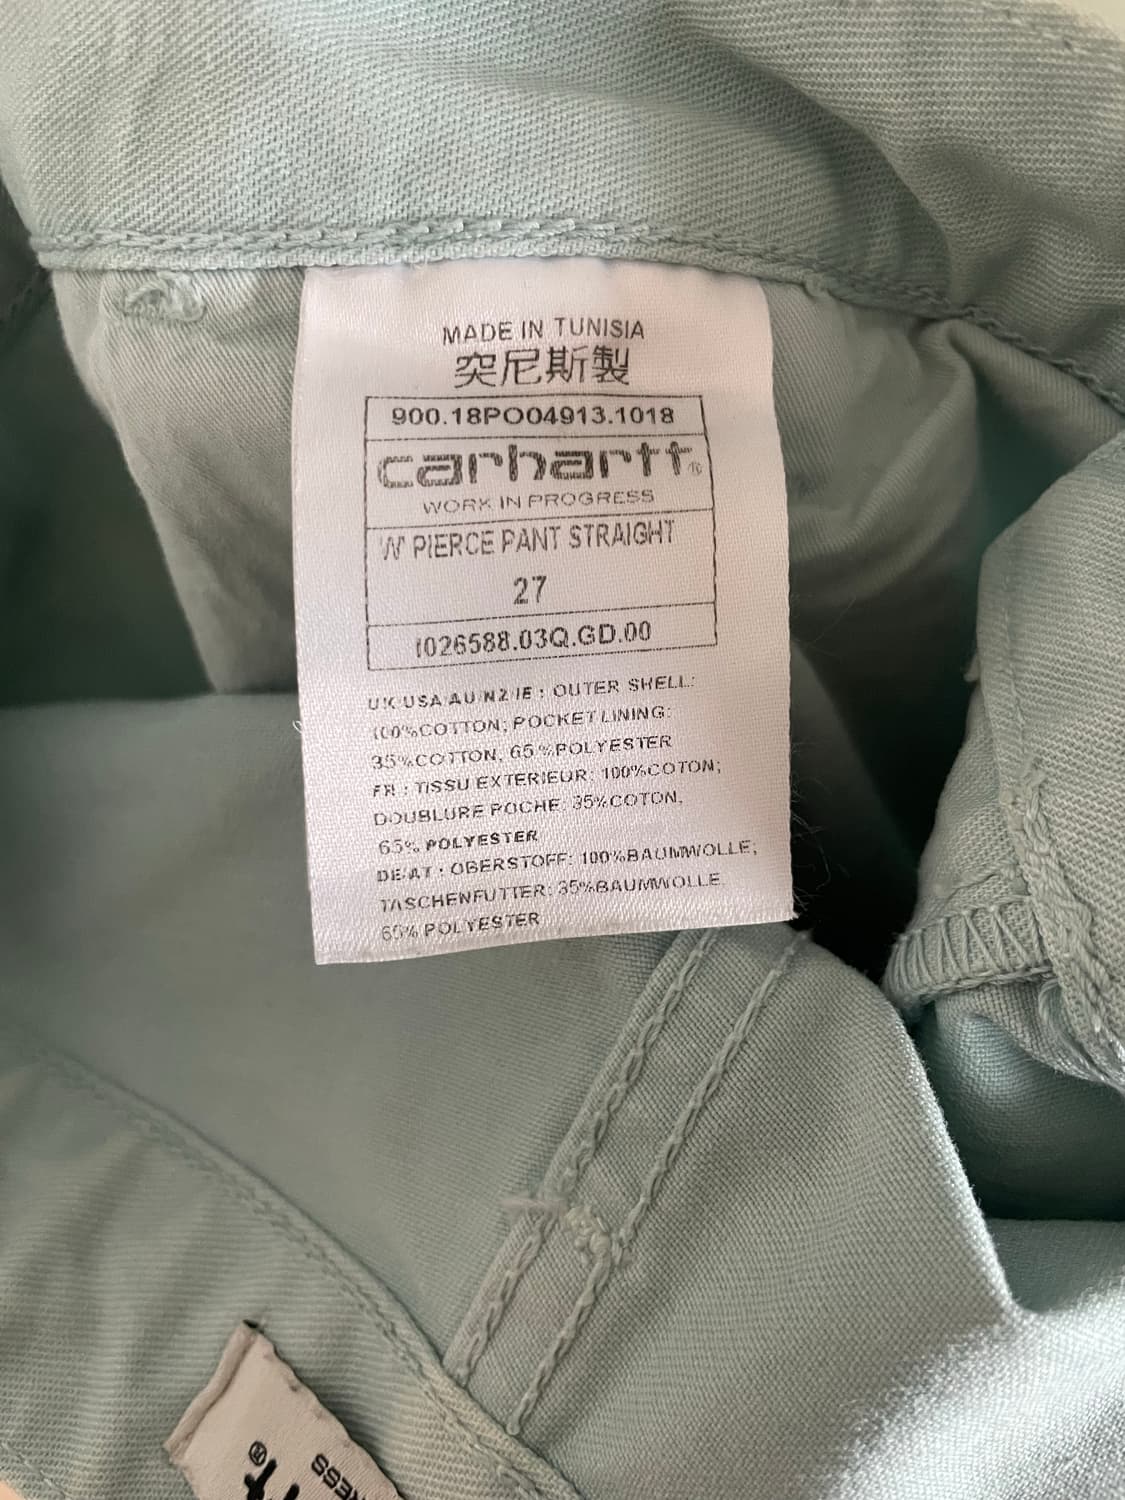 MADE IN TUNISIA
突尼斯製
900.18PO04913.1018
carhartt®
WORK IN PROGRESS
'W' PIERCE PANT STRAIGHT
27
I026588.03Q.GD.00
UK/USA/AU/NZ/IE : OUTER SHELL:
100%COTTON; POCKET LINING:
35%COTTON, 65%POLYESTER
FR : TISSU EXTERIEUR: 100%COTON;
DOUBLURE POCHE: 35%COTON,
65% POLYESTER
DE/AT : OBERSTOFF: 100%BAUMWOLLE;
TASCHENFUTTER: 35%BAUMWOLLE,
65% POLYESTER